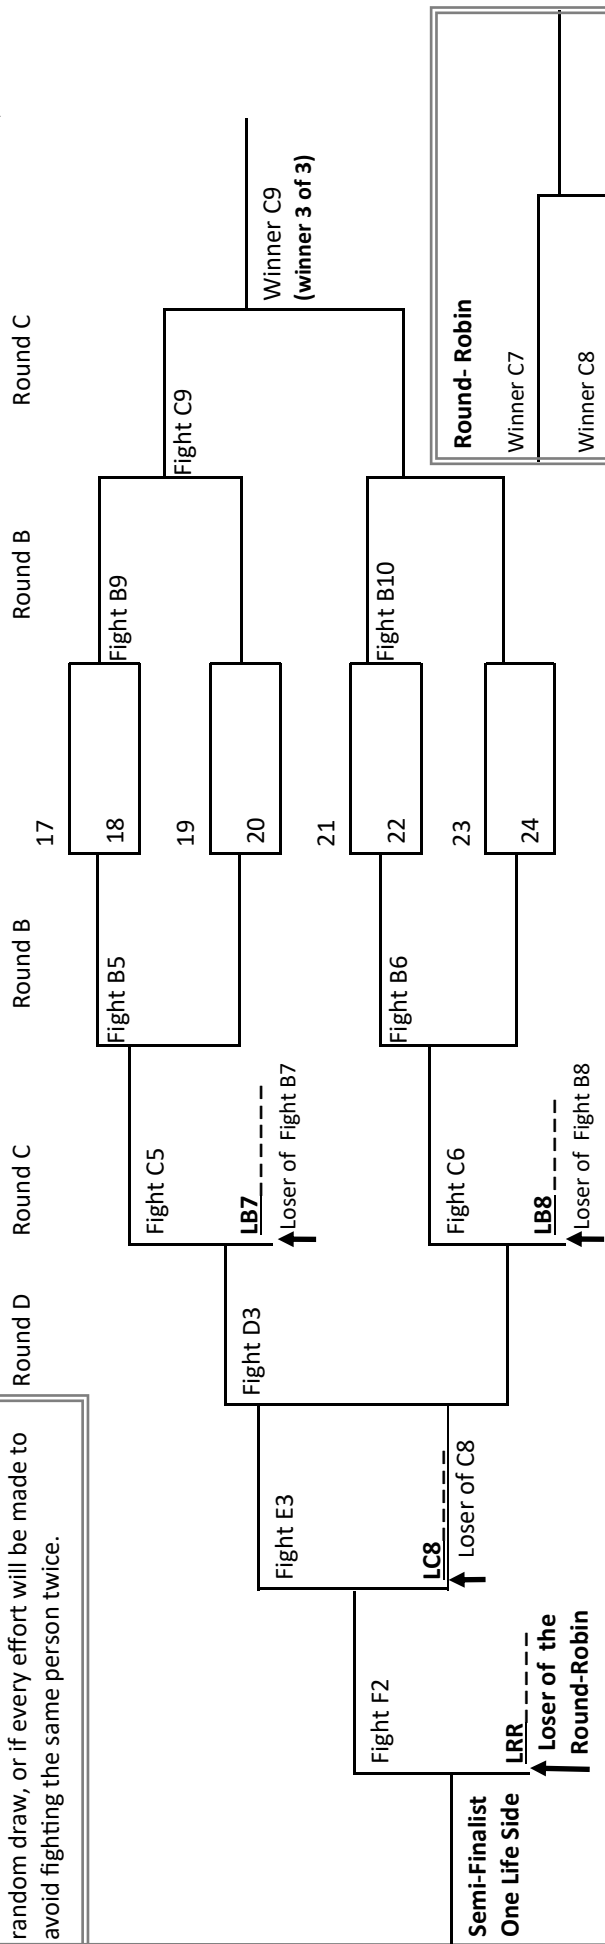 random draw, or if every effort will be made to
avoid fighting the same person twice.
Round D
Round C
Round B
Round B
Round C
17
18
19
20
21
22
23
24
Fight B5
Fight B6
Fight B9
Fight B10
Fight C5
LB7
Loser of Fight B7
Fight C6
LB8
Loser of Fight B8
Fight D3
Fight E3
LC8
Loser of C8
Fight F2
LRR
Loser of the
Round-Robin
Semi-Finalist
One Life Side
Fight C9
Winner C9
(winner 3 of 3)
Round- Robin
Winner C7
Winner C8